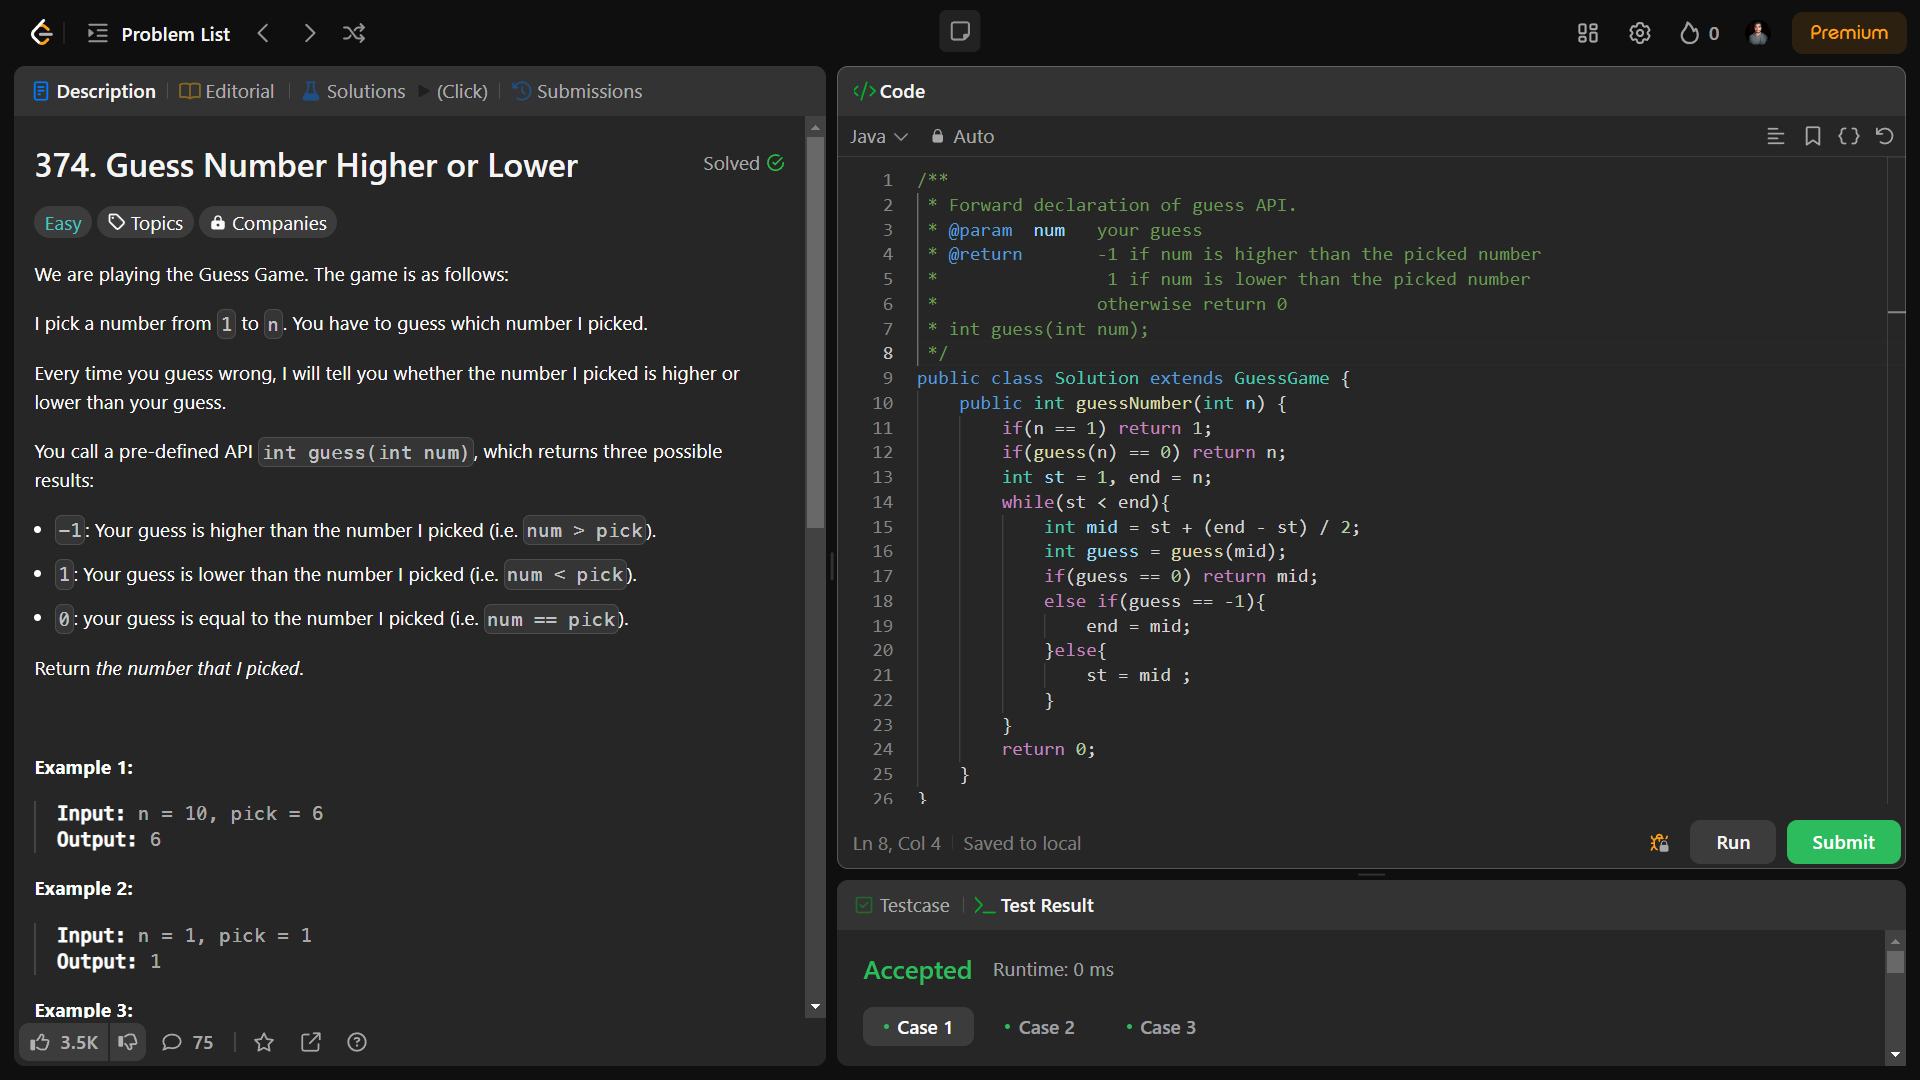 Problem List
0
Premium
Description
Editorial
Solutions
(Click)
Submissions
374. Guess Number Higher or Lower
Solved
Easy
Topics
Companies
We are playing the Guess Game. The game is as follows:
I pick a number from 1 to n. You have to guess which number I picked.
Every time you guess wrong, I will tell you whether the number I picked is higher or
lower than your guess.
You call a pre-defined API int guess(int num), which returns three possible
results:
• -1: Your guess is higher than the number I picked (i.e. num > pick).
• 1: Your guess is lower than the number I picked (i.e. num < pick).
• 0: your guess is equal to the number I picked (i.e. num == pick).
Return the number that I picked.
Example 1:
Input: n = 10, pick = 6
Output: 6
Example 2:
Input: n = 1, pick = 1
Output: 1
Example 3:
3.5K
75
</> Code
Java
Auto
1 /**
2  * Forward declaration of guess API.
3  * @param  num   your guess
4  * @return       -1 if num is higher than the picked number
5  *                1 if num is lower than the picked number
6  *               otherwise return 0
7  * int guess(int num);
8  */
9 public class Solution extends GuessGame {
10     public int guessNumber(int n) {
11         if(n == 1) return 1;
12         if(guess(n) == 0) return n;
13         int st = 1, end = n;
14         while(st < end){
15             int mid = st + (end - st) / 2;
16             int guess = guess(mid);
17             if(guess == 0) return mid;
18             else if(guess == -1){
19                 end = mid;
20             }else{
21                 st = mid ;
22             }
23         }
24         return 0;
25     }
26 }
Ln 8, Col 4
Saved to local
Run
Submit
Testcase
>_ Test Result
Accepted
Runtime: 0 ms
• Case 1
• Case 2
• Case 3